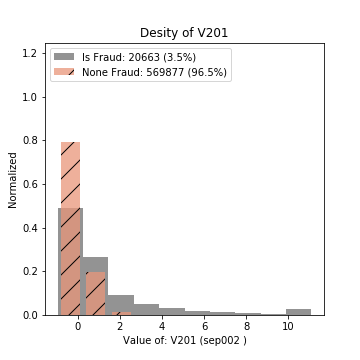 Desity of V201
Is Fraud: 20663 (3.5%)
None Fraud: 569877 (96.5%)
1.2
1.0
0.8
0.6
0.4
0.2
0.0
Normalized
0 2 4 6 8 10
Value of: V201 (sep002 )